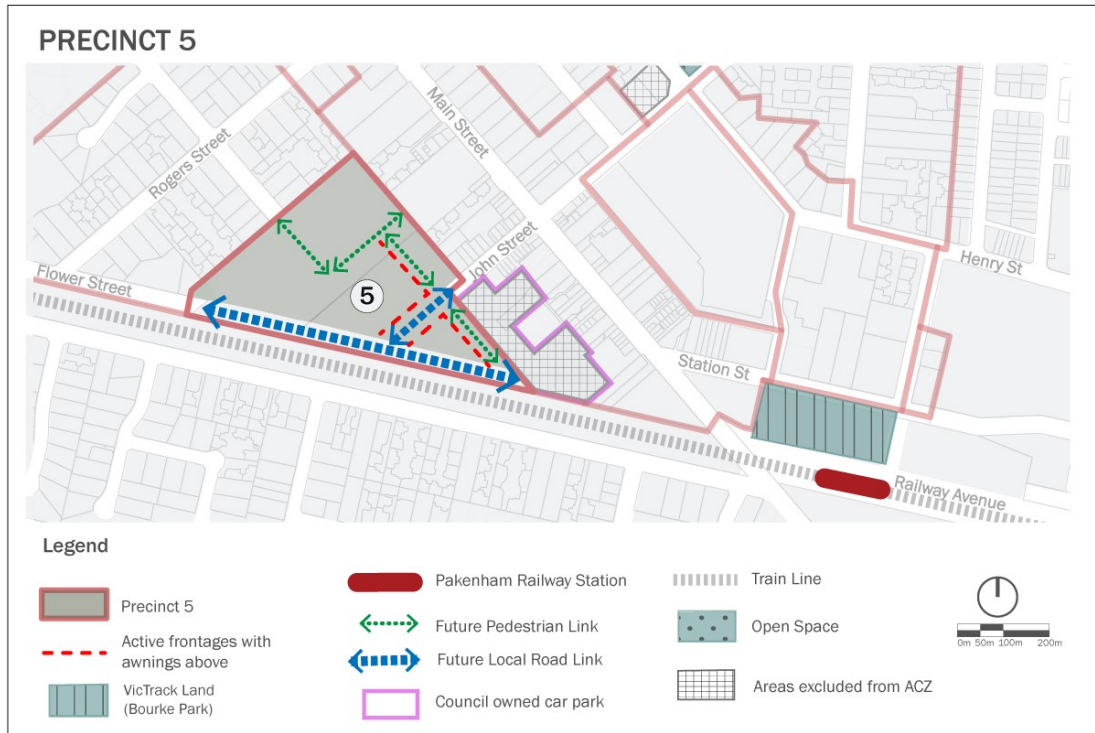 PRECINCT 5
Main Street
Rogers Street
John Street
Flower Street
5
Henry St
Station St
Railway Avenue
Legend
Precinct 5
Active frontages with
awnings above
VicTrack Land
(Bourke Park)
Pakenham Railway Station
Future Pedestrian Link
Future Local Road Link
Council owned car park
Train Line
Open Space
Areas excluded from ACZ
0m 50m 100m 200m